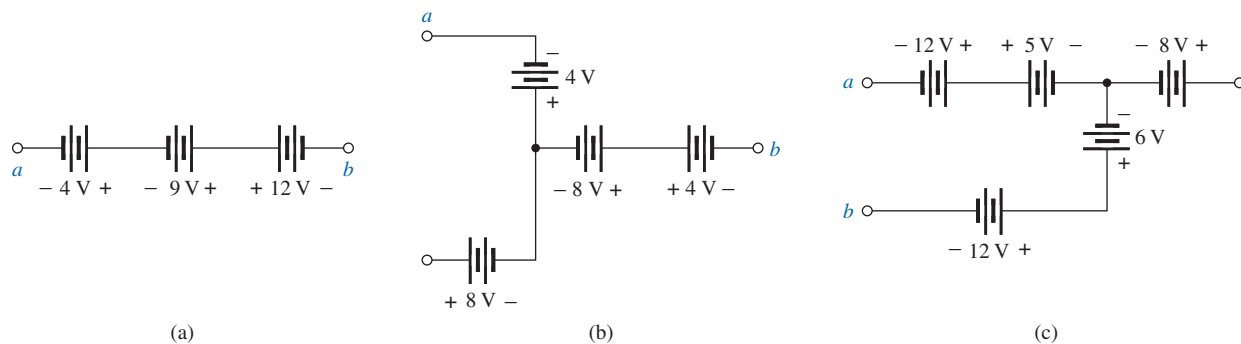 a
b
− 4 V +
− 9 V +
+ 12 V −
(a)
a
−
4 V
+
b
− 8 V +
+ 4 V −
+ 8 V −
(b)
− 12 V +
+ 5 V −
− 8 V +
a
−
6 V
+
b
− 12 V +
(c)